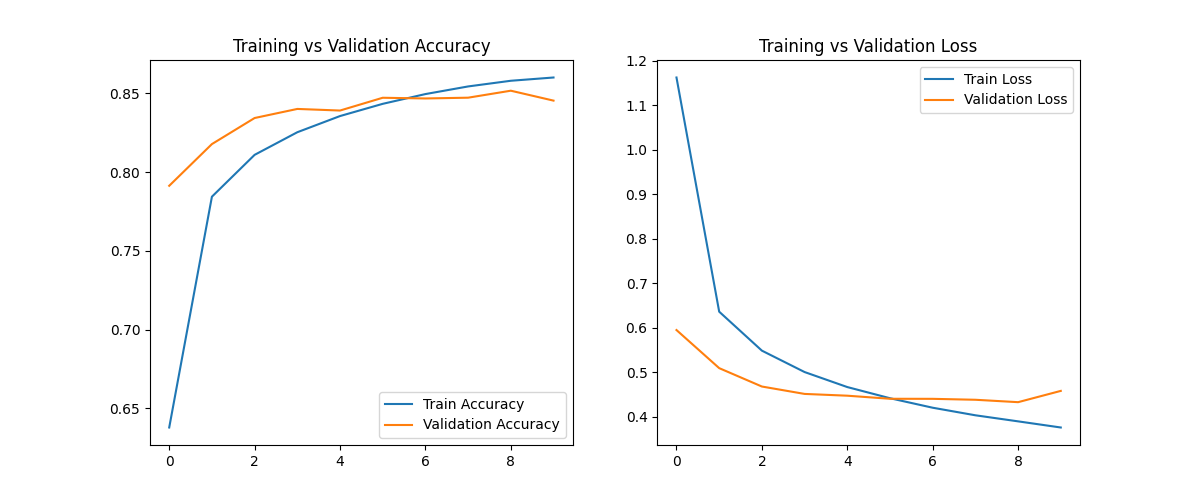 Training vs Validation Accuracy
0.85
0.80
0.75
0.70
0.65
0 2 4 6 8
Train Accuracy
Validation Accuracy
Training vs Validation Loss
1.2
1.1
1.0
0.9
0.8
0.7
0.6
0.5
0.4
0 2 4 6 8
Train Loss
Validation Loss